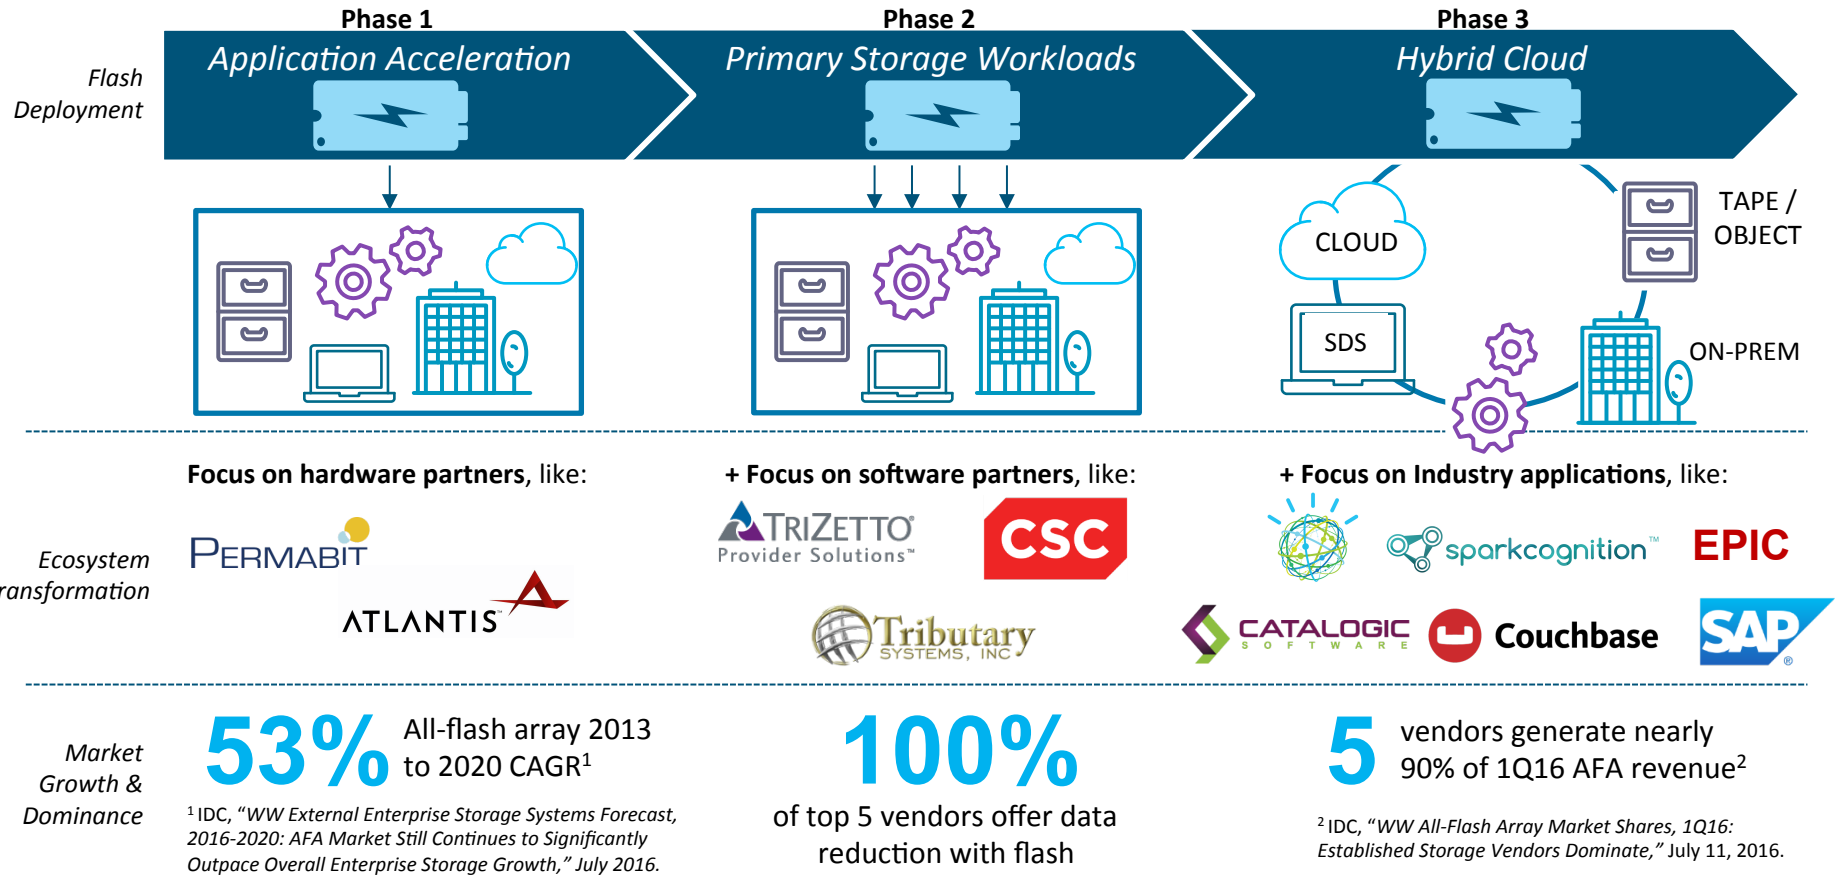 Phase 1
Phase 2
Phase 3
Flash
Deployment
Application Acceleration
Primary Storage Workloads
Hybrid Cloud
CLOUD
TAPE /
OBJECT
SDS
ON-PREM
Ecosystem
ransformation
Focus on hardware partners, like:
PERMABIT
ATLANTIS™
+ Focus on software partners, like:
TRIZETTO®
Provider Solutions™
CSC
Tributary
SYSTEMS, INC
+ Focus on Industry applications, like:
sparkcognition™
EPIC
CATALOGIC
SOFTWARE
Couchbase
SAP®
Market
Growth &
Dominance
53%
All-flash array 2013
to 2020 CAGR¹
¹ IDC, “WW External Enterprise Storage Systems Forecast,
2016-2020: AFA Market Still Continues to Significantly
Outpace Overall Enterprise Storage Growth,” July 2016.
100%
of top 5 vendors offer data
reduction with flash
5
vendors generate nearly
90% of 1Q16 AFA revenue²
² IDC, “WW All-Flash Array Market Shares, 1Q16:
Established Storage Vendors Dominate,” July 11, 2016.